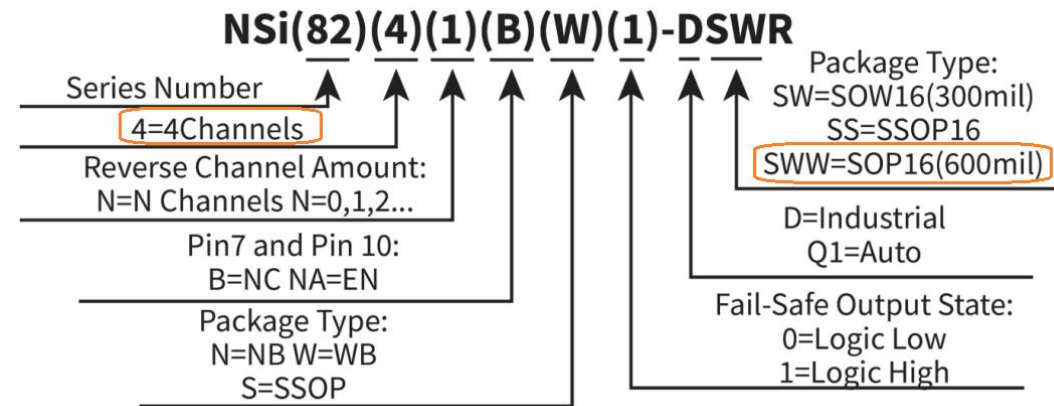 NSi(82)(4)(1)(B)(W)(1)-DSWR
Series Number
4=4Channels
Reverse Channel Amount:
N=N Channels N=0,1,2...
Pin7 and Pin 10:
B=NC NA=EN
Package Type:
N=NB W=WB
S=SSOP
Package Type:
SW=SOW16(300mil)
SS=SSOP16
SWW=SOP16(600mil)
D=Industrial
Q1=Auto
Fail-Safe Output State:
0=Logic Low
1=Logic High